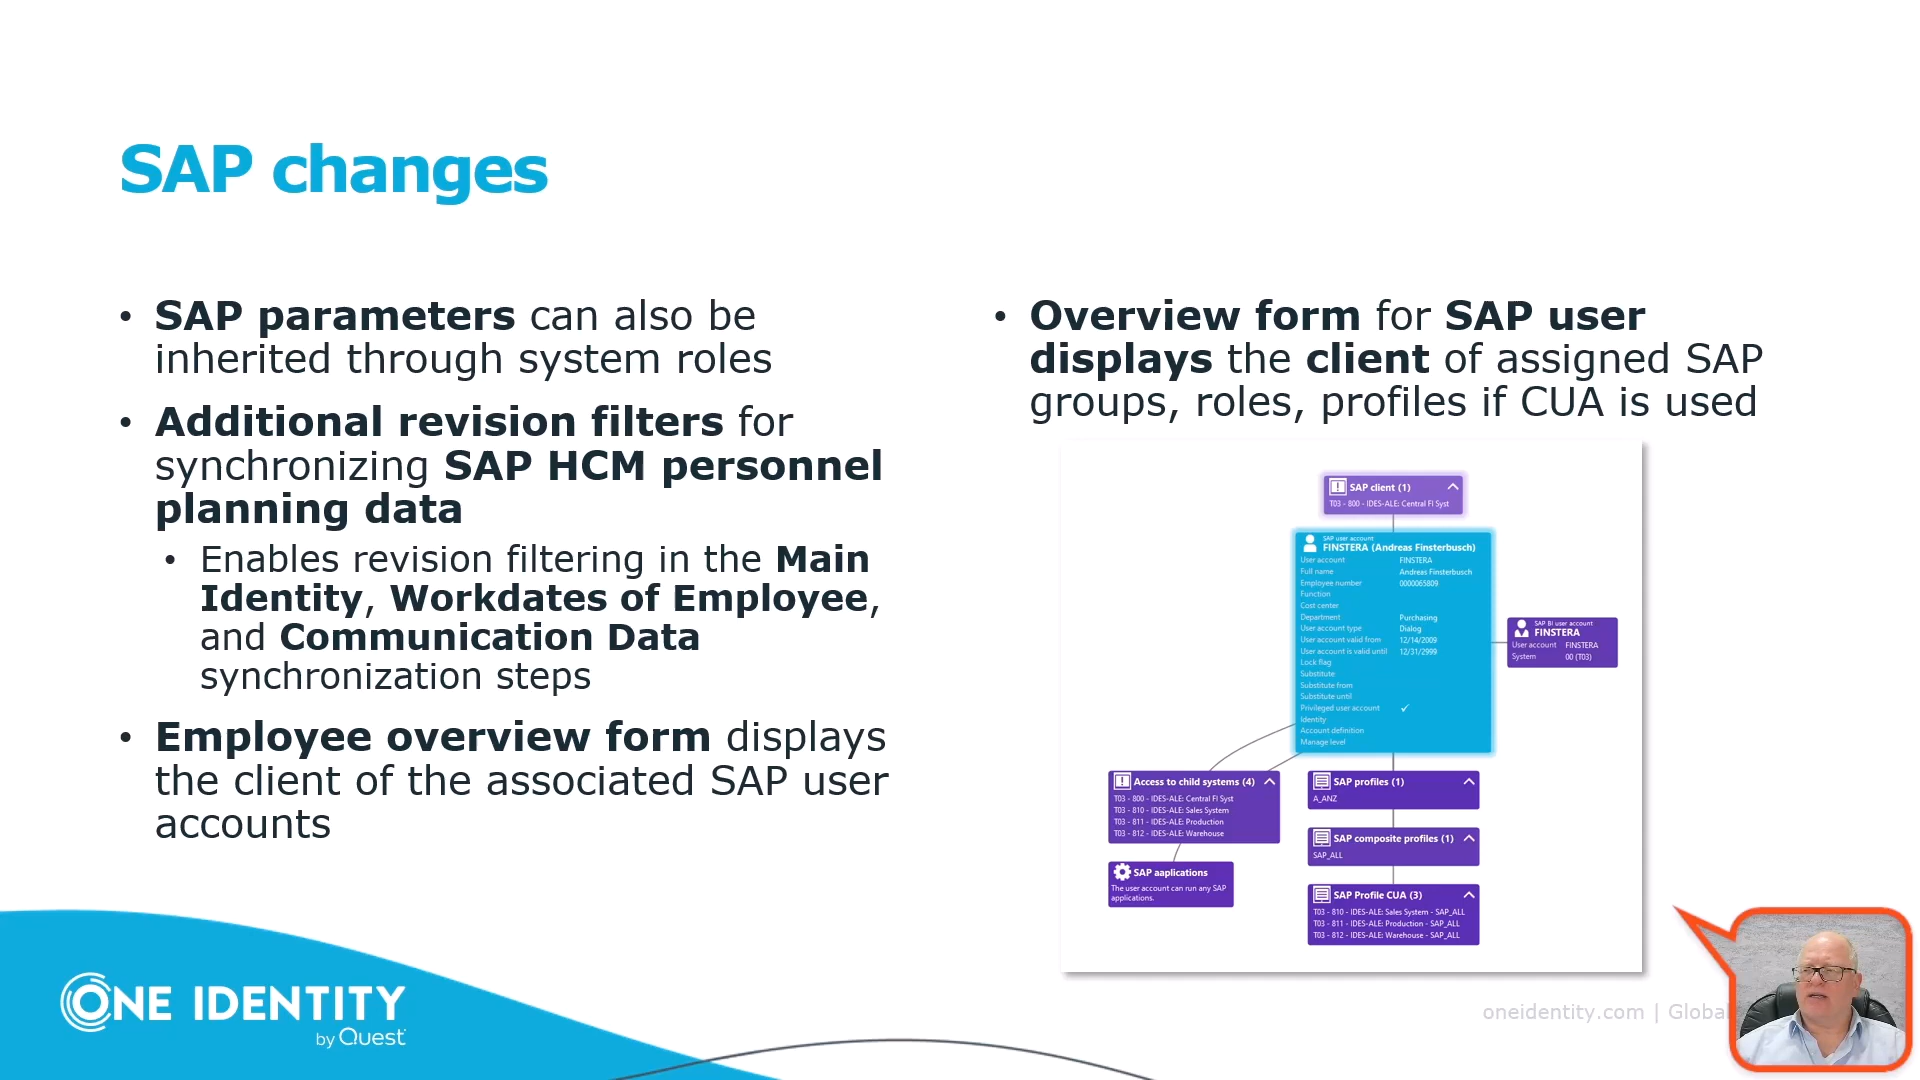 SAP changes
• SAP parameters can also be
inherited through system roles
• Additional revision filters for
synchronizing SAP HCM personnel
planning data
• Enables revision filtering in the Main
Identity, Workdates of Employee,
and Communication Data
synchronization steps
• Employee overview form displays
the client of the associated SAP user
accounts
• Overview form for SAP user
displays the client of assigned SAP
groups, roles, profiles if CUA is used
SAP client (1)
T03 - 800 - IDES-ALE: Central FI Syst
SAP user account
FINSTERA (Andreas Finsterbusch)
User account FINSTERA
Full name Andreas Finsterbusch
Employee number 0000065809
Function
Cost center
Department Purchasing
User account type Dialog
User account valid from 12/14/2009
User account is valid until 12/31/2999
Lock flag
Substitute
Substitute from
Substitute until
Privileged user account ✓
Identity
Account definition
Manage level
SAP BI user account
FINSTERA
User account FINSTERA
System 00 (T03)
Access to child systems (4)
T03 - 800 - IDES-ALE: Central FI Syst
T03 - 810 - IDES-ALE: Sales System
T03 - 811 - IDES-ALE: Production
T03 - 812 - IDES-ALE: Warehouse
SAP aaplications
The user account can run any SAP
applications.
SAP profiles (1)
A_ANZ
SAP composite profiles (1)
SAP_ALL
SAP Profile CUA (3)
T03 - 810 - IDES-ALE: Sales System - SAP_ALL
T03 - 811 - IDES-ALE: Production - SAP_ALL
T03 - 812 - IDES-ALE: Warehouse - SAP_ALL
ONE IDENTITY
by Quest
oneidentity.com | Global